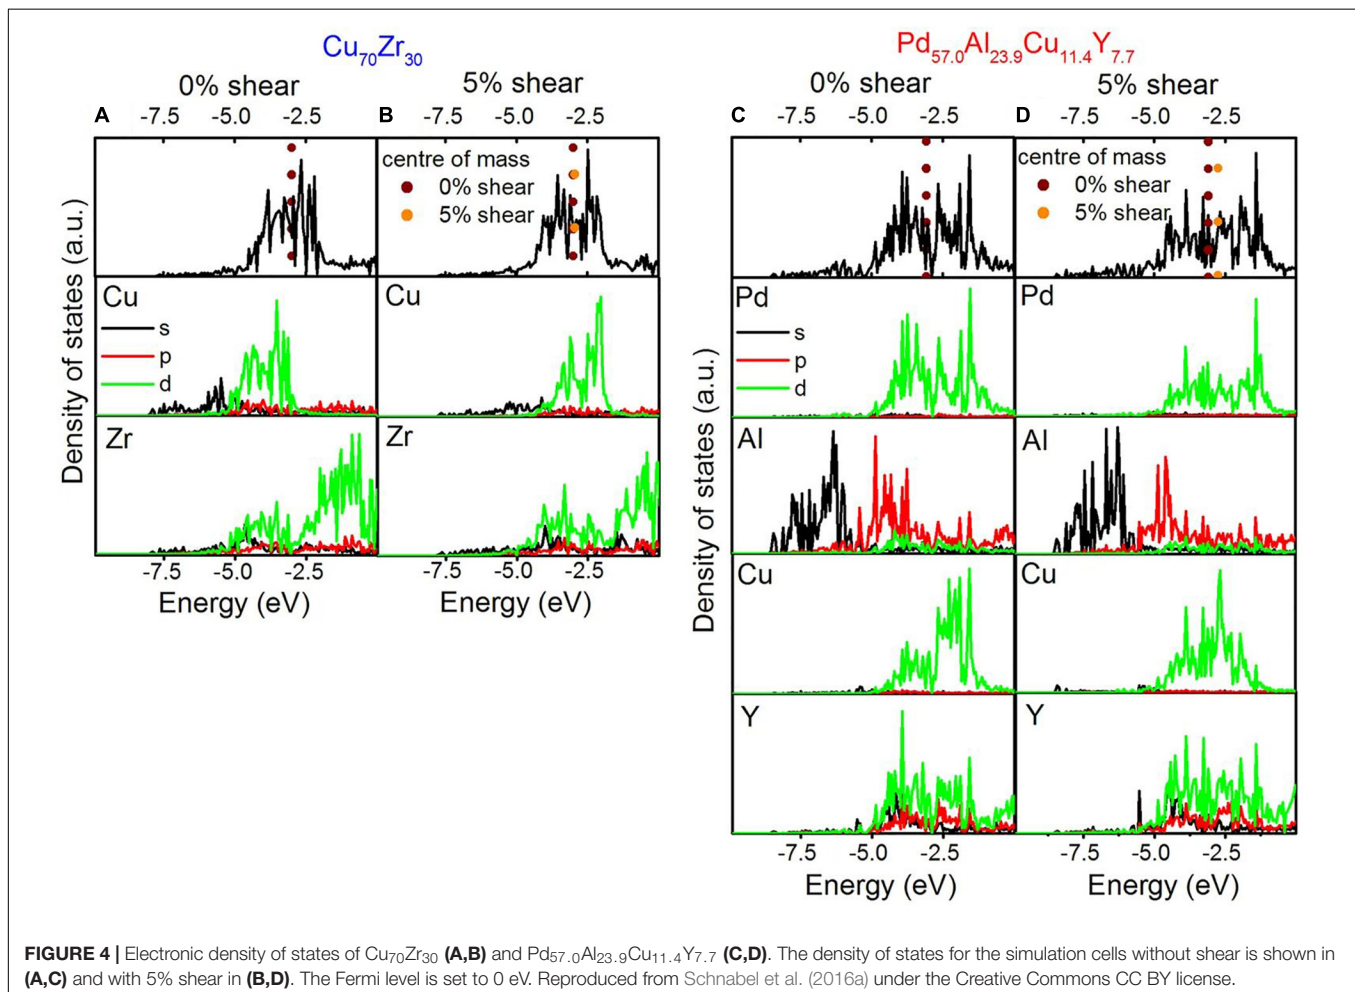 Cu70Zr30
0% shear
5% shear
A
-7.5 -5.0 -2.5
B
-7.5 -5.0 -2.5
centre of mass
0% shear
5% shear
Density of states (a.u.)
Cu
s
p
d
Cu
Zr
Zr
-7.5 -5.0 -2.5
-7.5 -5.0 -2.5
Energy (eV)
Energy (eV)
Pd57.0Al23.9Cu11.4Y7.7
0% shear
5% shear
C
-7.5 -5.0 -2.5
D
-7.5 -5.0 -2.5
centre of mass
0% shear
5% shear
Density of states (a.u.)
Density of states (a.u.)
Pd
s
p
d
Pd
Al
Al
Cu
Cu
Y
Y
-7.5 -5.0 -2.5
-7.5 -5.0 -2.5
Energy (eV)
Energy (eV)
FIGURE 4 | Electronic density of states of Cu70Zr30 (A,B) and Pd57.0Al23.9Cu11.4Y7.7 (C,D). The density of states for the simulation cells without shear is shown in
(A,C) and with 5% shear in (B,D). The Fermi level is set to 0 eV. Reproduced from Schnabel et al. (2016a) under the Creative Commons CC BY license.